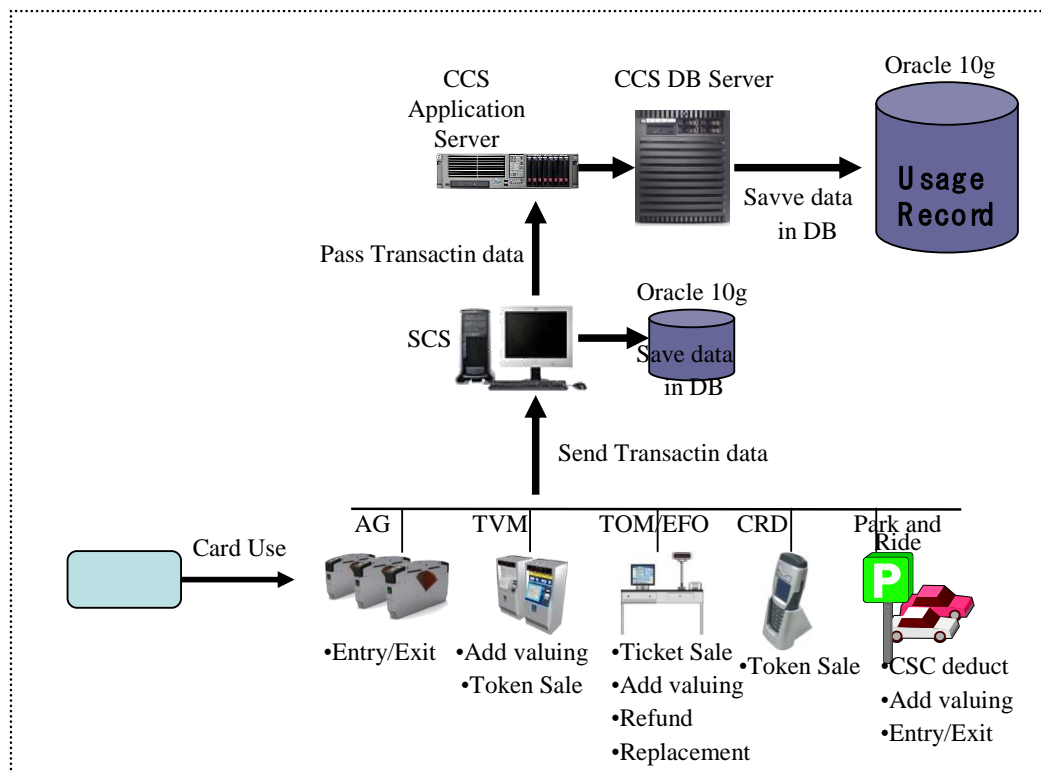 Oracle 10g
CCS
Application
Server
CCS DB Server
Usage
Record
Savve data
in DB
Pass Transactin data
Oracle 10g
SCS
Save data
in DB
Send Transactin data
AG
TVM
TOM/EFO
CRD
Park and
Ride
Card Use
P
•Entry/Exit
•Add valuing
•Token Sale
•Ticket Sale
•Add valuing
•Refund
•Replacement
•Token Sale
•CSC deduct
•Add valuing
•Entry/Exit